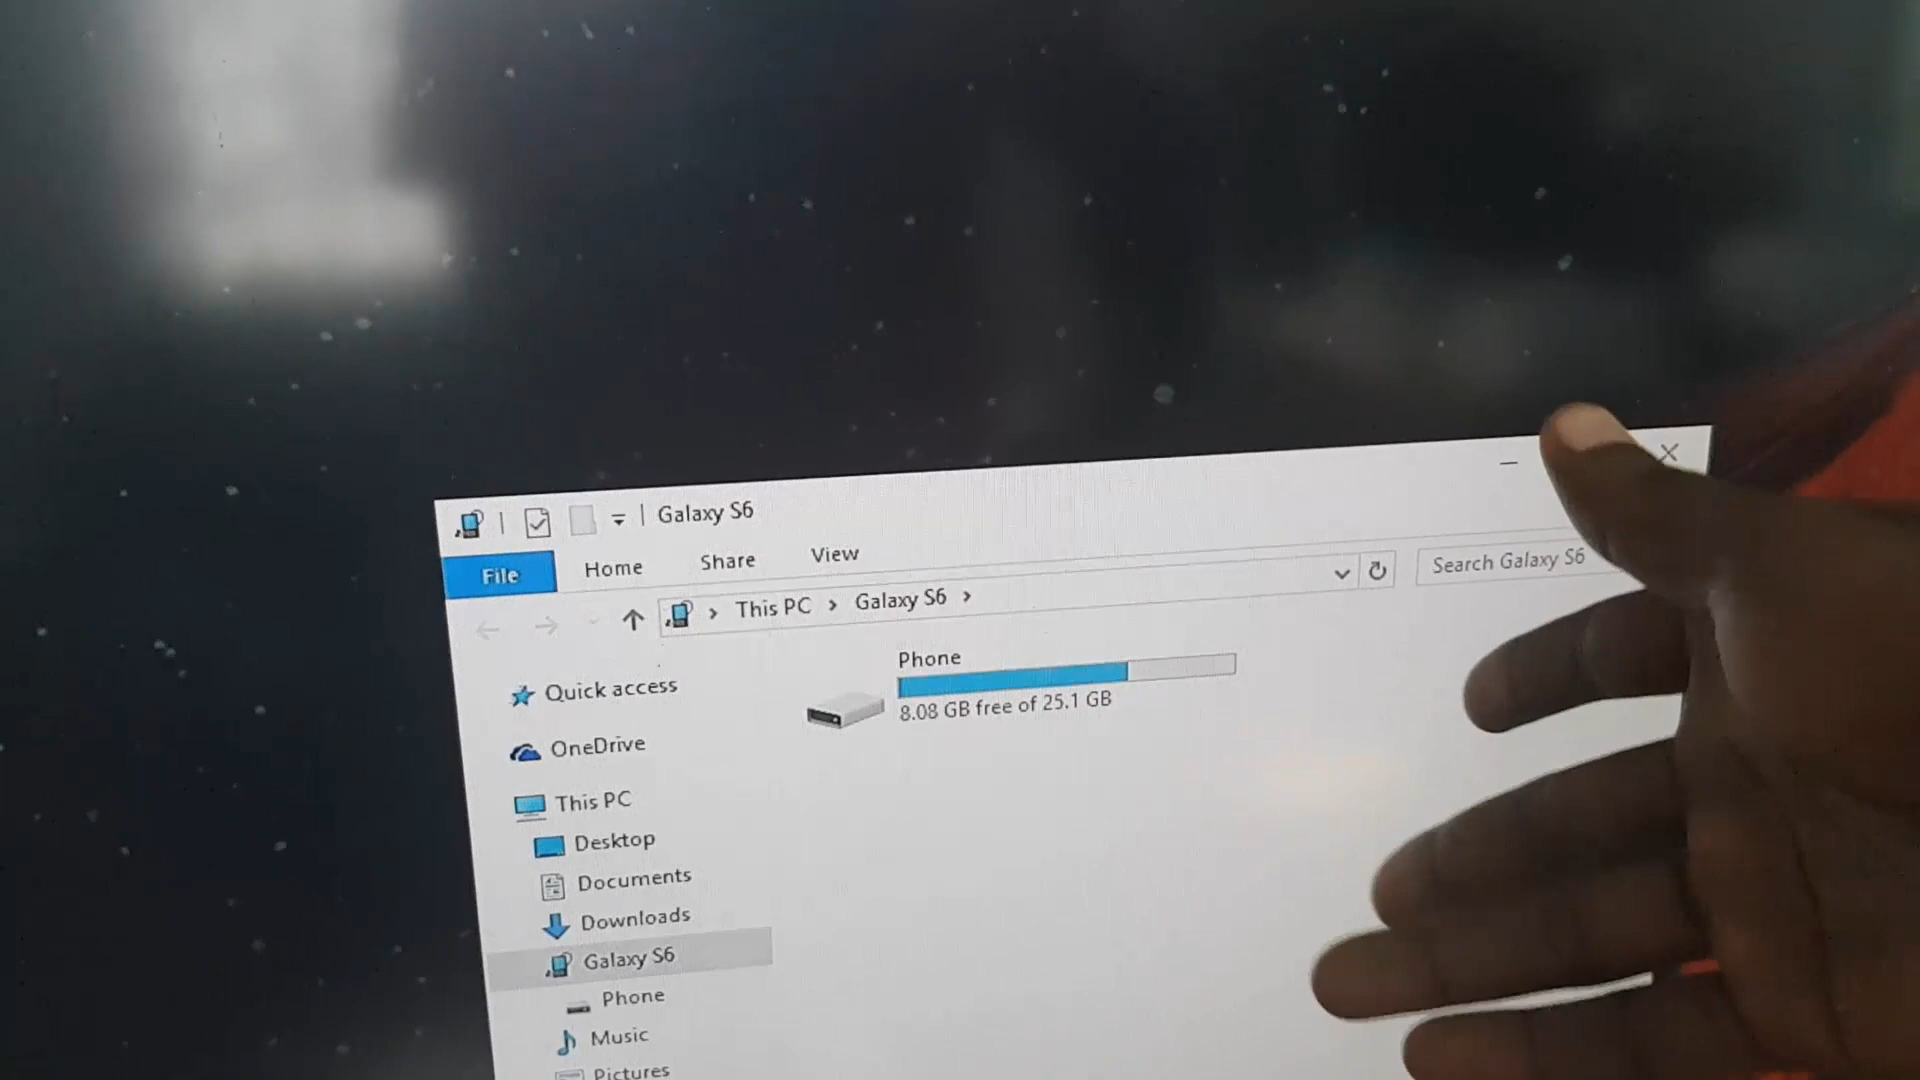 Galaxy S6
File Home Share View
This PC Galaxy S6
Search Galaxy S6
Phone
8.08 GB free of 25.1 GB
Quick access
OneDrive
This PC
Desktop
Documents
Downloads
Galaxy S6
Phone
Music
Pictures